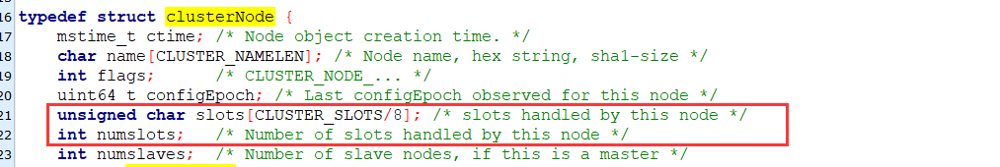 16 typedef struct clusterNode {
17 mstime_t ctime; /* Node object creation time. */
18 char name[CLUSTER_NAMELEN]; /* Node name, hex string, sha1-size */
19 int flags; /* CLUSTER_NODE_... */
20 uint64_t configEpoch; /* Last configEpoch observed for this node */
21 unsigned char slots[CLUSTER_SLOTS/8]; /* slots handled by this node */
22 int numslots; /* Number of slots handled by this node */
23 int numslaves; /* Number of slave nodes, if this is a master */